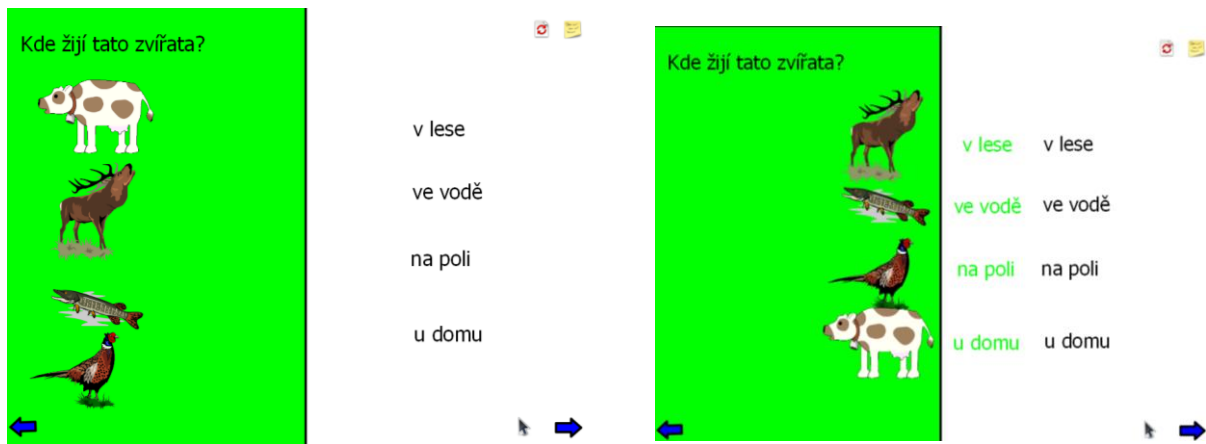 Kde žijí tato zvířata?
v lese
ve vodě
na poli
u domu
Kde žijí tato zvířata?
v lese v lese
ve vodě ve vodě
na poli na poli
u domu u domu